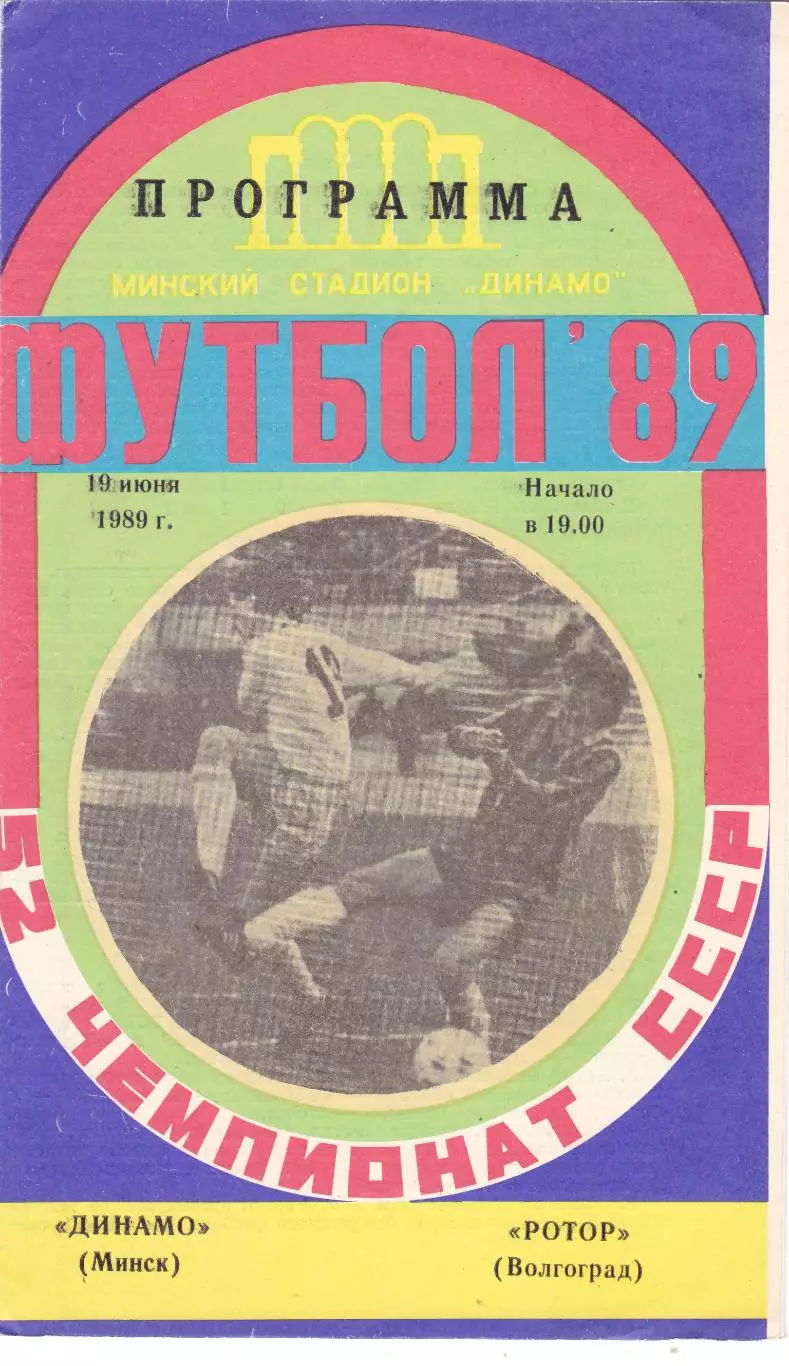 ПРОГРАММА
МИНСКИЙ СТАДИОН „ДИНАМО"
ФУТБОЛ '89
19 июня
1989 г.
Начало
в 19.00
12
52 ЧЕМПИОНАТ СССР
«ДИНАМО»
(Минск)
«РОТОР»
(Волгоград)